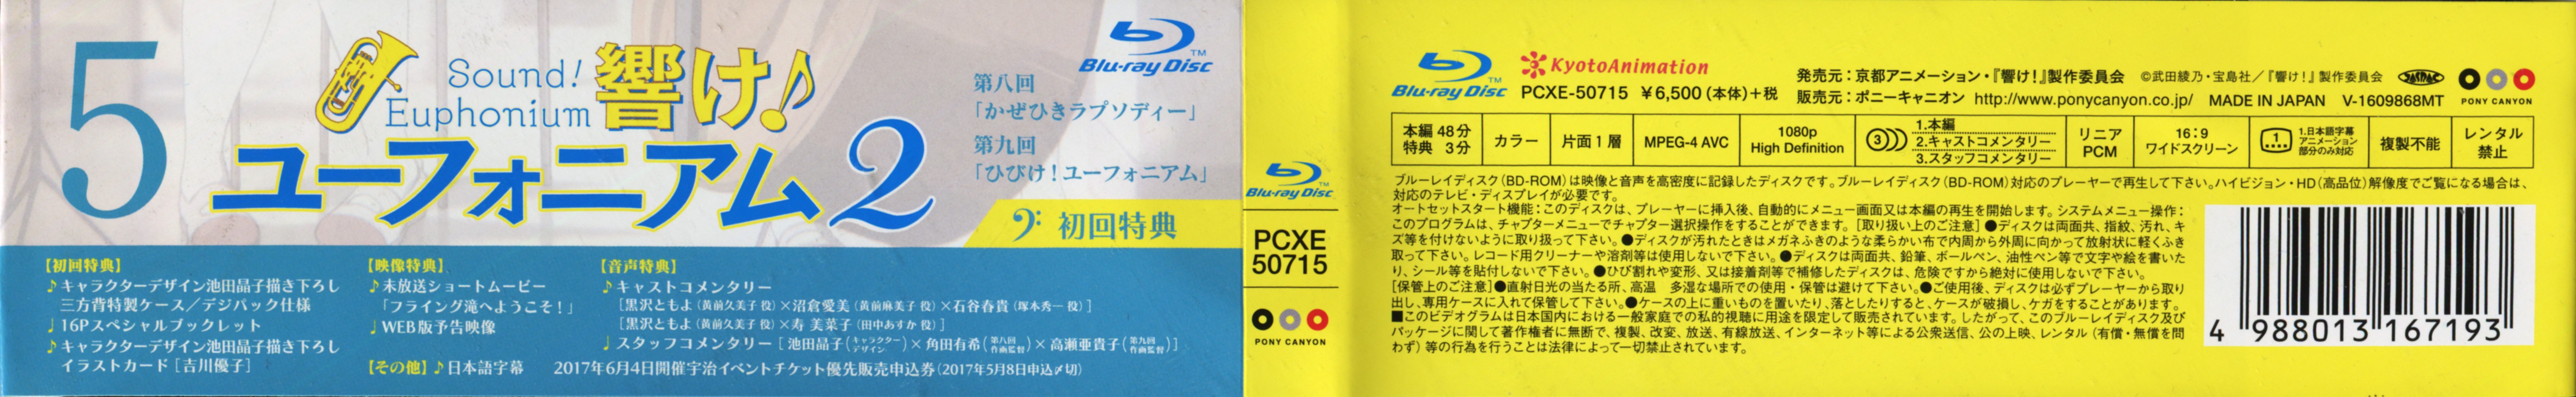 5
Sound!
Euphonium
響け♪
ユーフォニアム2
Blu-ray Disc™
第八回
「かぜひきラプソディー」
第九回
「ひびけ！ユーフォニアム」
初回特典
【初回特典】
♪キャラクターデザイン池田晶子描き下ろし
三方背特製ケース／デジパック仕様
♩16Pスペシャルブックレット
♪キャラクターデザイン池田晶子描き下ろし
イラストカード［吉川優子］
【映像特典】
♪未放送ショートムービー
「フライング滝へようこそ！」
♩WEB版予告映像
【音声特典】
♪キャストコメンタリー
［黒沢ともよ（黄前久美子 役）×沼倉愛美（黄前麻美子 役）×石谷春貴（塚本秀一 役）］
［黒沢ともよ（黄前久美子 役）×寿 美菜子（田中あすか 役）］
♩スタッフコメンタリー［池田晶子（キャラクターデザイン）×角田有希（第八回作画監督）×高瀬亜貴子（第九回作画監督）］
【その他】♪日本語字幕　2017年6月4日開催宇治イベントチケット優先販売申込券（2017年5月8日申込〆切）
Blu-ray Disc™
PCXE
50715
PONY CANYON
Blu-ray Disc™
KyotoAnimation
PCXE-50715 ¥6,500（本体）+税
発売元：京都アニメーション・『響け！』製作委員会 ©武田綾乃・宝島社／『響け！』製作委員会 JASRAC
販売元：ポニーキャニオン http://www.ponycanyon.co.jp/ MADE IN JAPAN V-1609868MT
PONY CANYON
本編 48分
特典 3分
カラー
片面1層
MPEG-4 AVC
1080p
High Definition
3
1.本編
2.キャストコメンタリー
3.スタッフコメンタリー
リニア
PCM
16：9
ワイドスクリーン
1
1.日本語字幕
アニメーション
部分のみ対応
複製不能
レンタル
禁止
ブルーレイディスク（BD-ROM）は映像と音声を高密度に記録したディスクです。ブルーレイディスク（BD-ROM）対応のプレーヤーで再生して下さい。ハイビジョン・HD（高品位）解像度でご覧になる場合は、
対応のテレビ・ディスプレイが必要です。
オートセットスタート機能：このディスクは、プレーヤーに挿入後、自動的にメニュー画面又は本編の再生を開始します。システムメニュー操作：
このプログラムは、チャプターメニューでチャプター選択操作をすることができます。［取り扱い上のご注意］●ディスクは両面共、指紋、汚れ、キ
ズ等を付けないように取り扱って下さい。●ディスクが汚れたときはメガネふきのような柔らかい布で内周から外周に向かって放射状に軽くふき
取って下さい。レコード用クリーナーや溶剤等は使用しないで下さい。●ディスクは両面共、鉛筆、ボールペン、油性ペン等で文字や絵を書いた
り、シール等を貼付しないで下さい。●ひび割れや変形、又は接着剤等で補修したディスクは、危険ですから絶対に使用しないで下さい。
［保管上のご注意］●直射日光の当たる所、高温　多湿な場所での使用・保管は避けて下さい。●ご使用後、ディスクは必ずプレーヤーから取り
出し、専用ケースに入れて保管して下さい。●ケースの上に重いものを置いたり、落としたりすると、ケースが破損し、ケガをすることがあります。
■このビデオグラムは日本国内における一般家庭での私的視聴に用途を限定して販売されています。したがって、このブルーレイディスク及び
パッケージに関して著作権者に無断で、複製、改変、放送、有線放送、インターネット等による公衆送信、公の上映、レンタル（有償・無償を問
わず）等の行為を行うことは法律によって一切禁止されています。
4 988013 167193